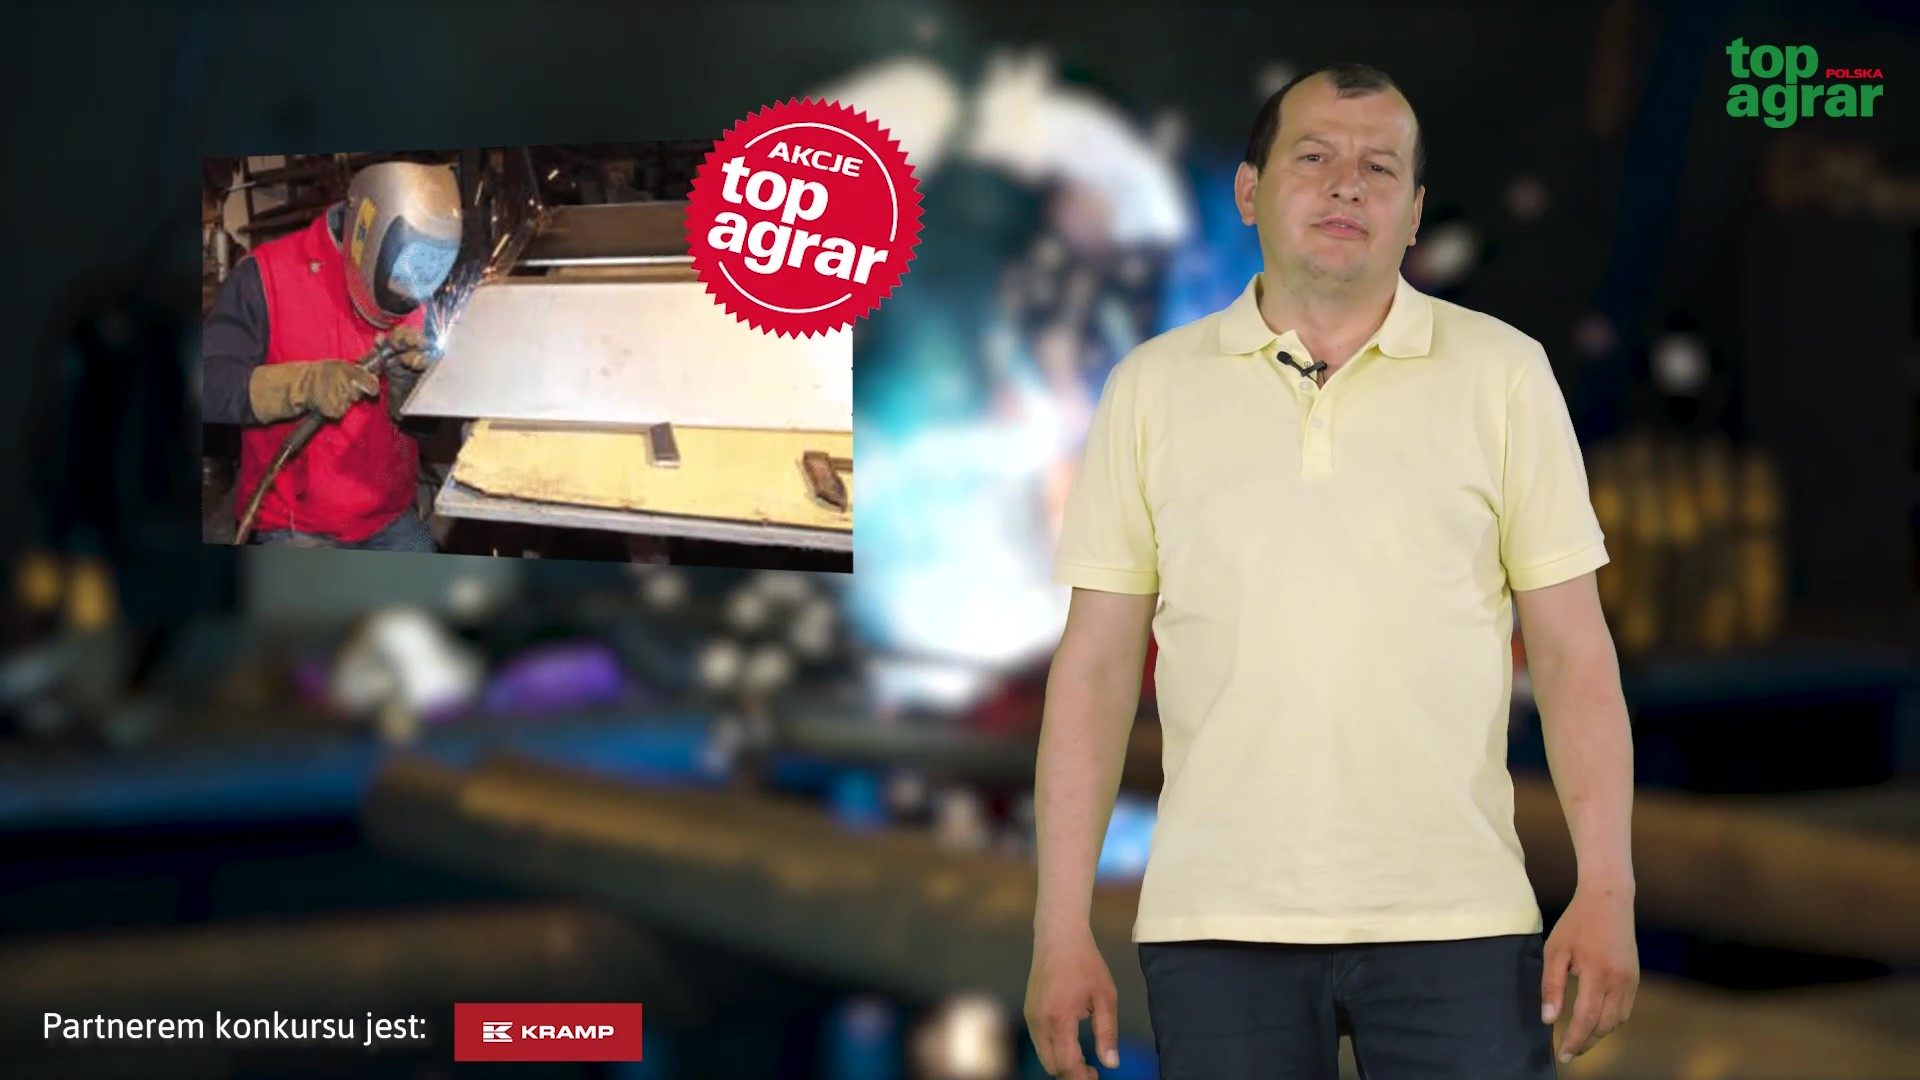 top
POLSKA
agrar
AKCJE
top
agrar
Partnerem konkursu jest:
KRAMP